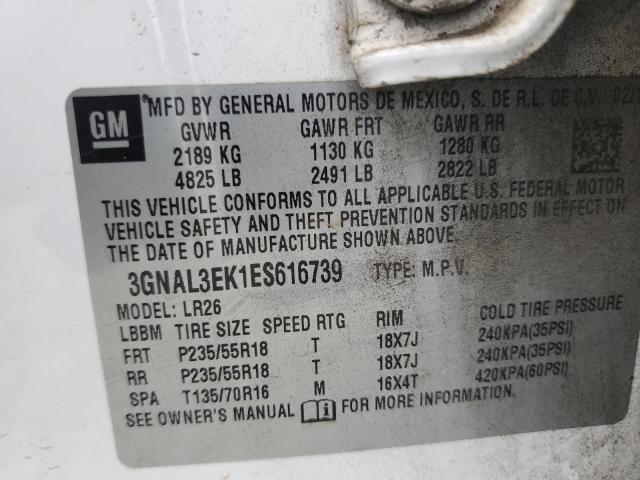 GM
MFD BY GENERAL MOTORS DE MEXICO, S. DE R.L. DE C.V. 02/
GVWR GAWR FRT GAWR RR
2189 KG 1130 KG 1280 KG
4825 LB 2491 LB 2822 LB
THIS VEHICLE CONFORMS TO ALL APPLICABLE U.S. FEDERAL MOTOR
VEHICLE SAFETY AND THEFT PREVENTION STANDARDS IN EFFECT ON
THE DATE OF MANUFACTURE SHOWN ABOVE.
3GNAL3EK1ES616739 TYPE: M.P.V.
MODEL: LR26
LBBM TIRE SIZE SPEED RTG RIM COLD TIRE PRESSURE
FRT P235/55R18 T 18X7J 240KPA(35PSI)
RR P235/55R18 T 18X7J 240KPA(35PSI)
SPA T135/70R16 M 16X4T 420KPA(60PSI)
SEE OWNER'S MANUAL FOR MORE INFORMATION.